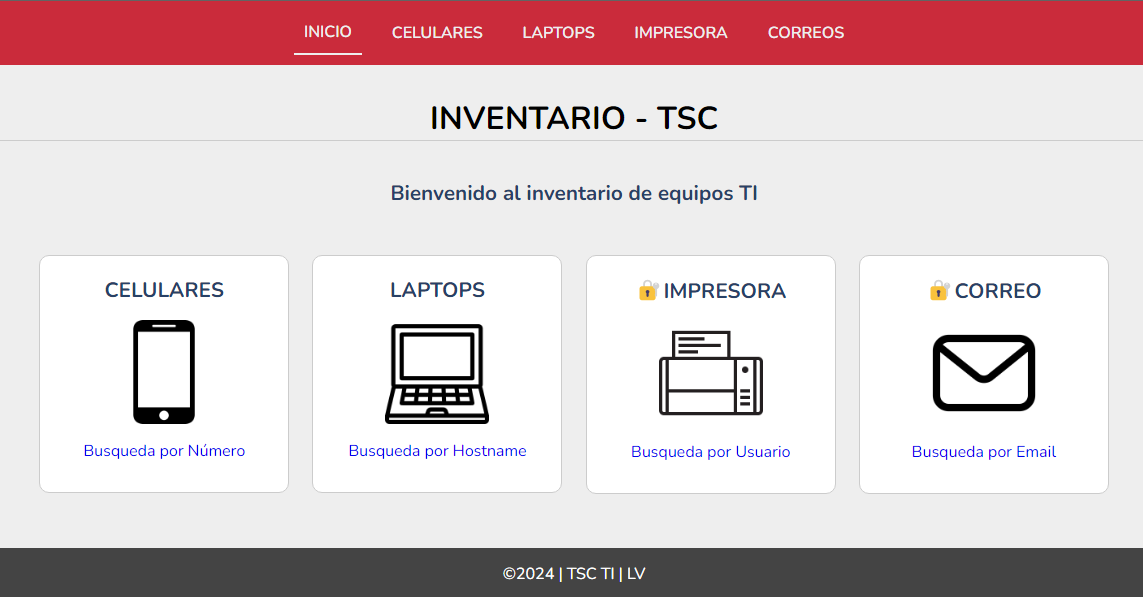 INICIO CELULARES LAPTOPS IMPRESORA CORREOS
INVENTARIO - TSC
Bienvenido al inventario de equipos TI
CELULARES
Busqueda por Número
LAPTOPS
Busqueda por Hostname
🔐 IMPRESORA
Busqueda por Usuario
🔐 CORREO
Busqueda por Email
©2024 | TSC TI | LV